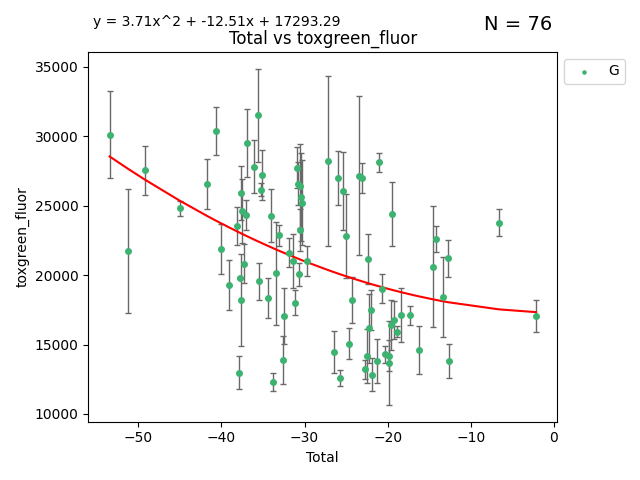 y = 3.71x^2 + -12.51x + 17293.29
N = 76
Total vs toxgreen_fluor
G
toxgreen_fluor
35000
30000
25000
20000
15000
10000
−50
−40
−30
−20
−10
0
Total